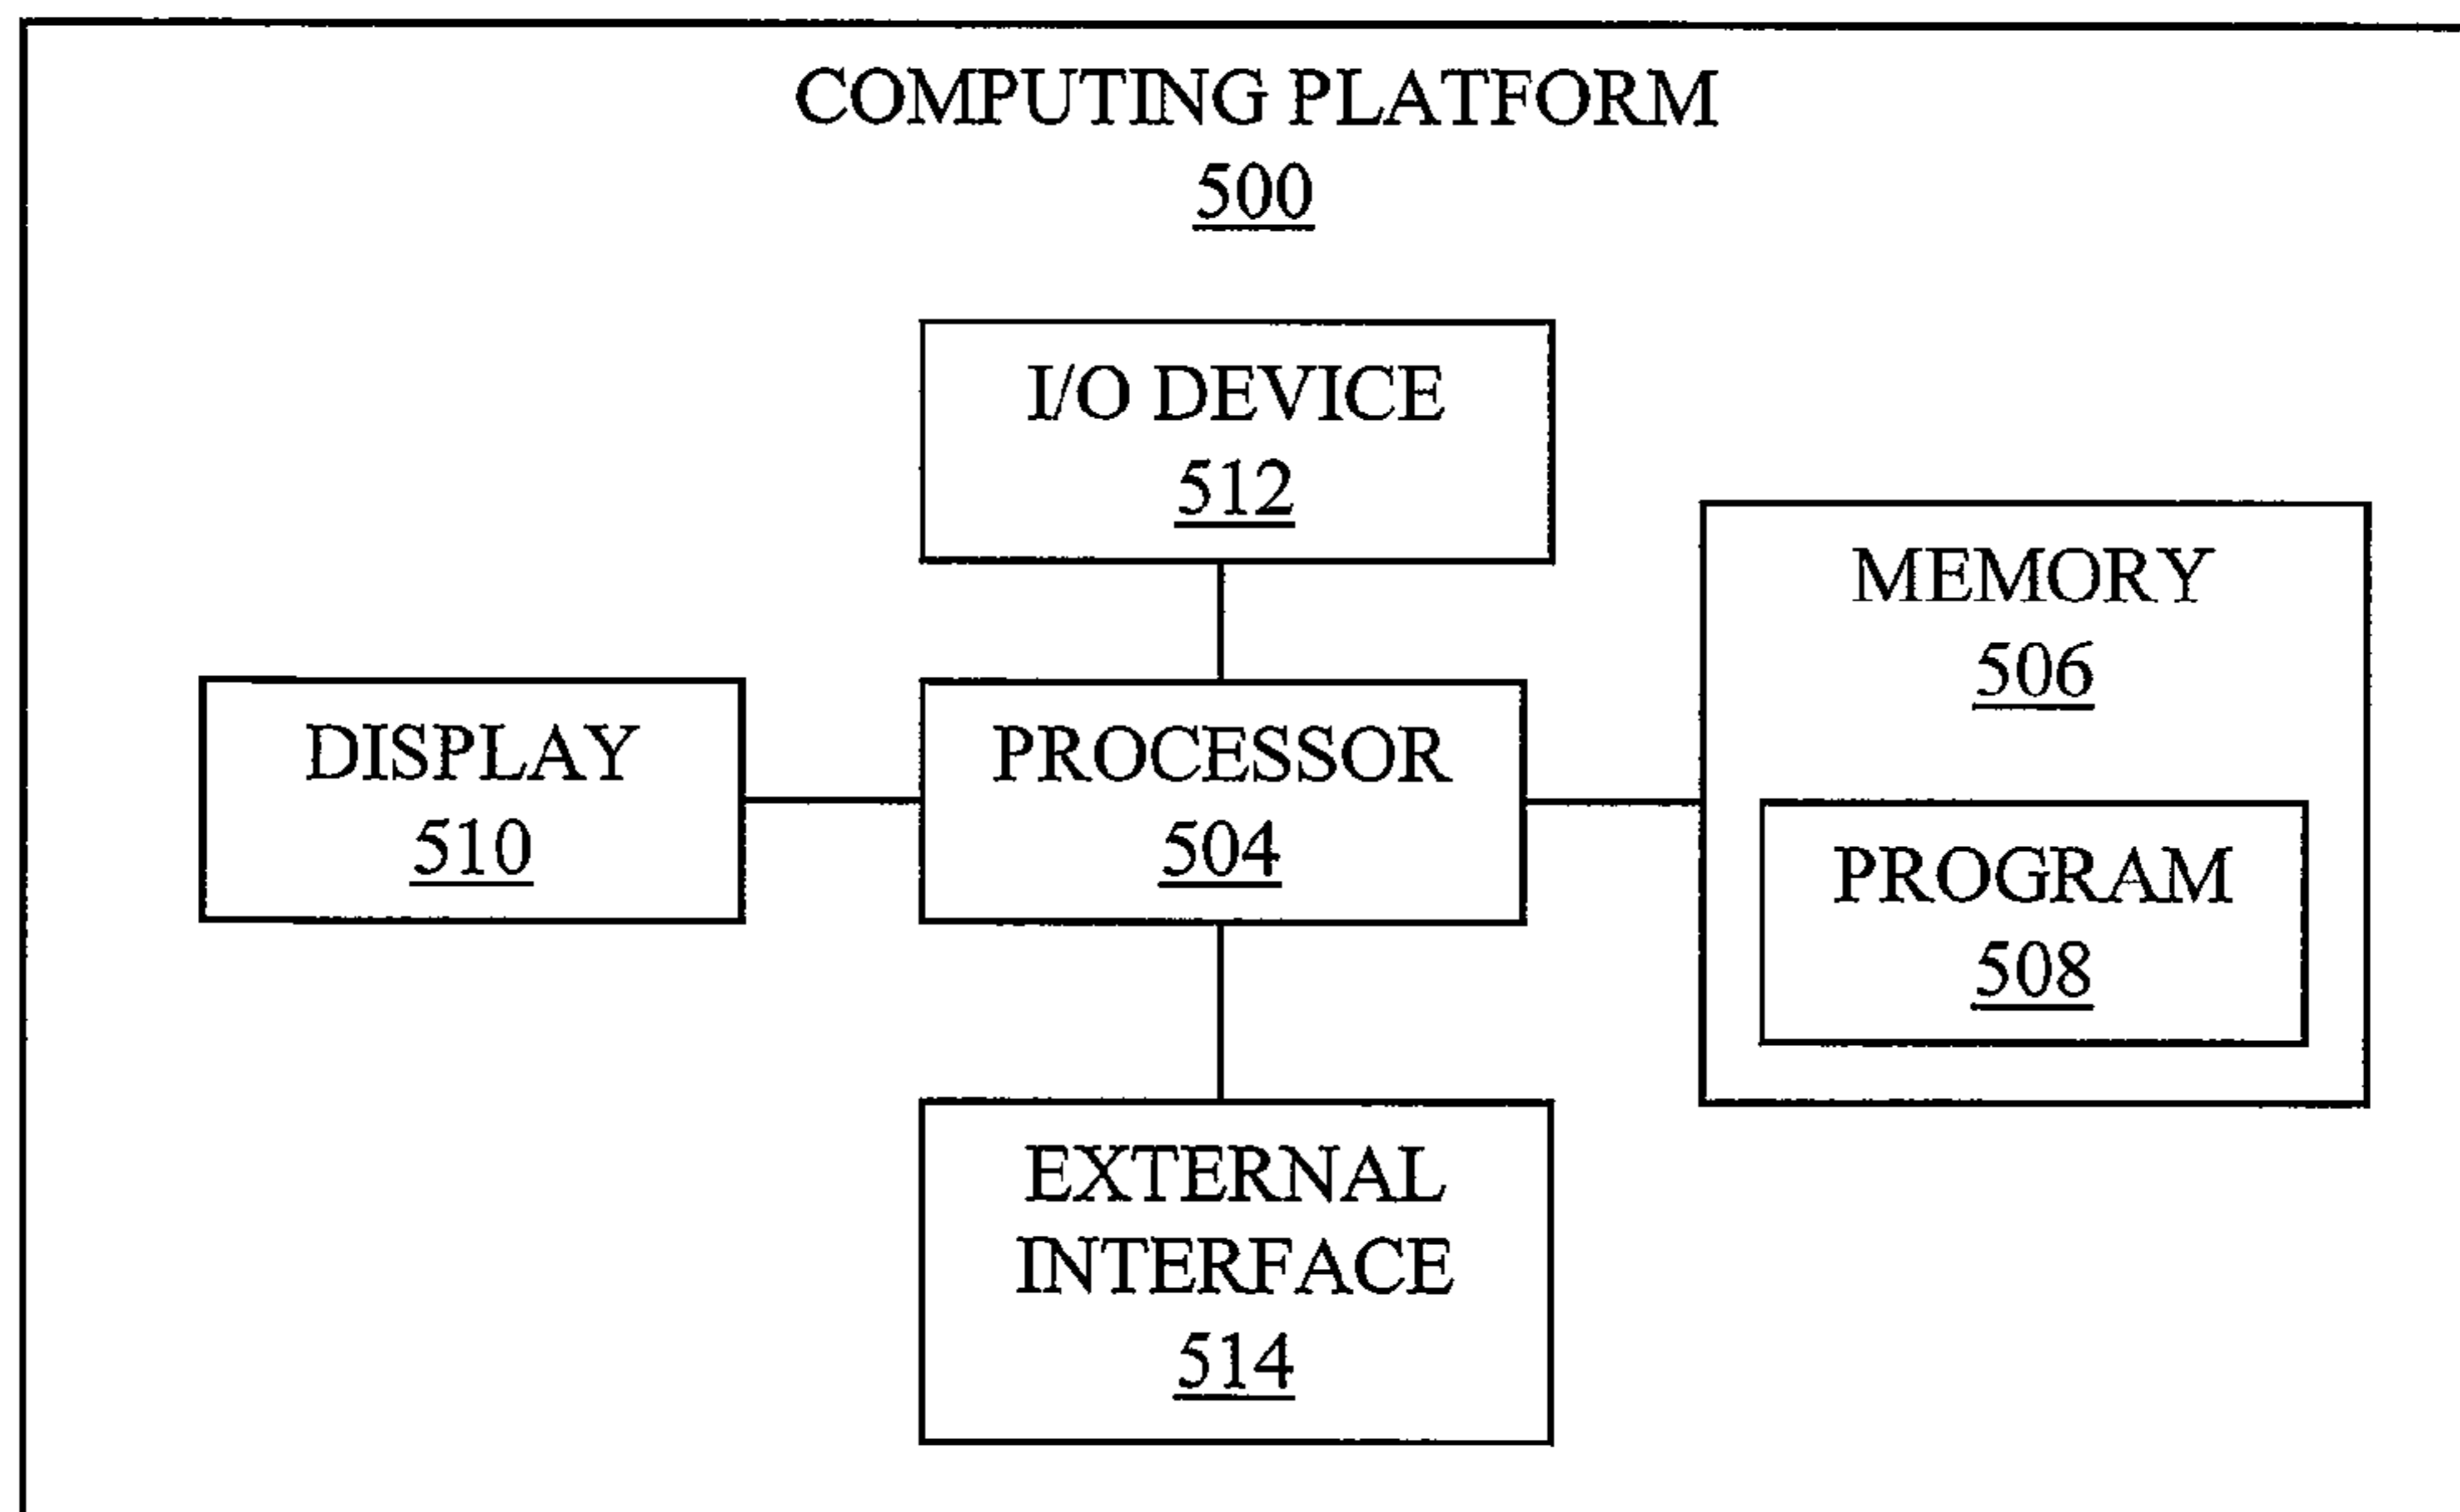 COMPUTING PLATFORM
500
I/O DEVICE
512
MEMORY
506
DISPLAY
510
PROCESSOR
504
PROGRAM
508
EXTERNAL
INTERFACE
514